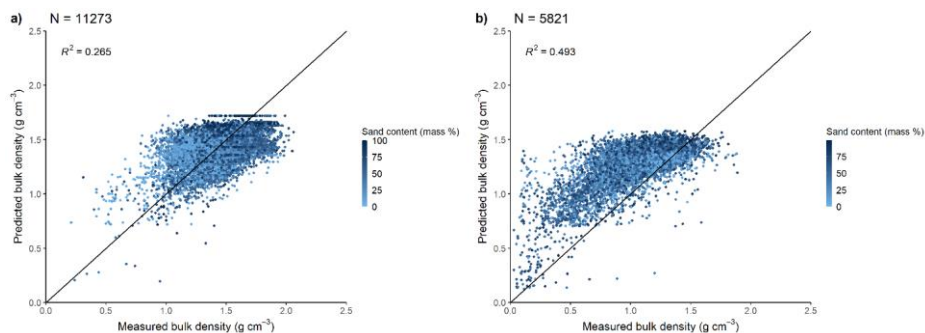 a) N = 11273
2.5
R² = 0.265
2.0
1.5
1.0
0.5
0.0
Predicted bulk density (g cm⁻³)
0.0 0.5 1.0 1.5 2.0 2.5
Measured bulk density (g cm⁻³)
Sand content (mass %)
100
75
50
25
0
b) N = 5821
2.5
R² = 0.493
2.0
1.5
1.0
0.5
0.0
Predicted bulk density (g cm⁻³)
0.0 0.5 1.0 1.5 2.0 2.5
Measured bulk density (g cm⁻³)
Sand content (mass %)
75
50
25
0